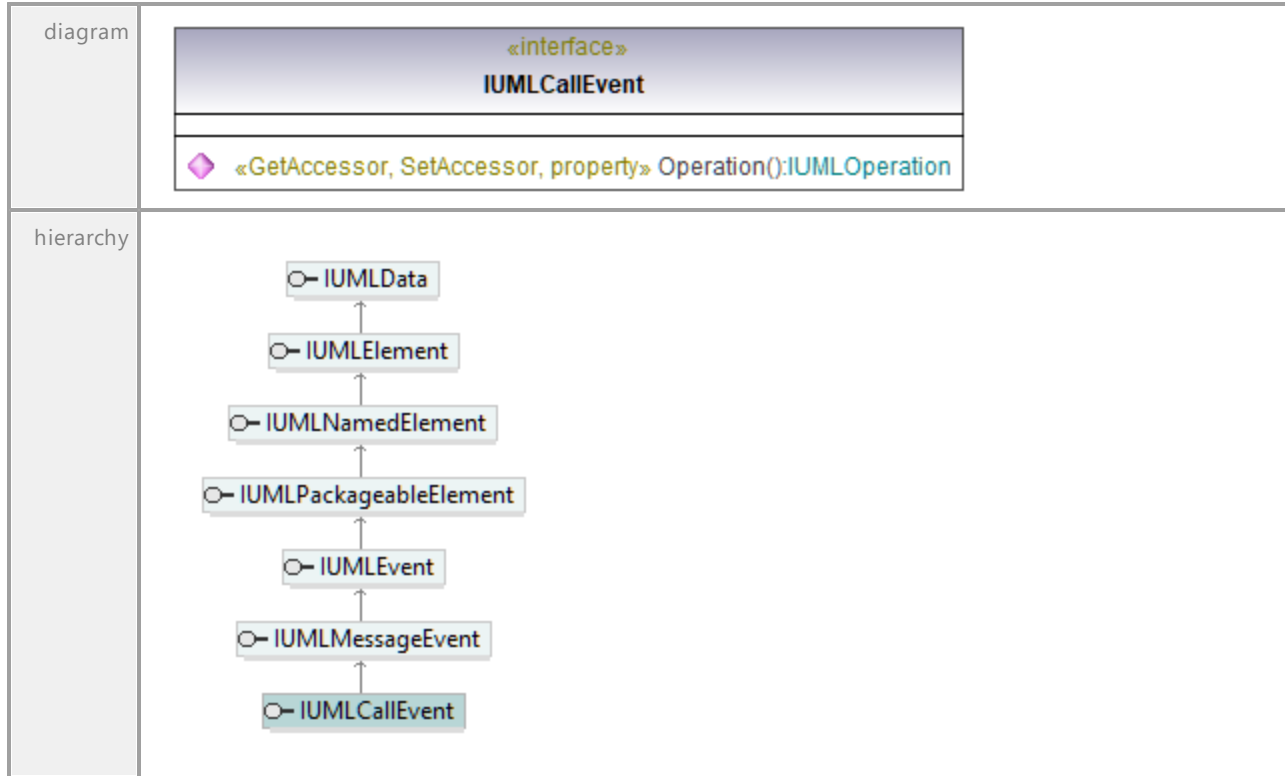 diagram
«interface»
IUMLCallEvent
«GetAccessor, SetAccessor, property» Operation():IUMLOperation
hierarchy
IUMLData
IUMLElement
IUMLNamedElement
IUMLPackageableElement
IUMLEvent
IUMLMessageEvent
IUMLCallEvent